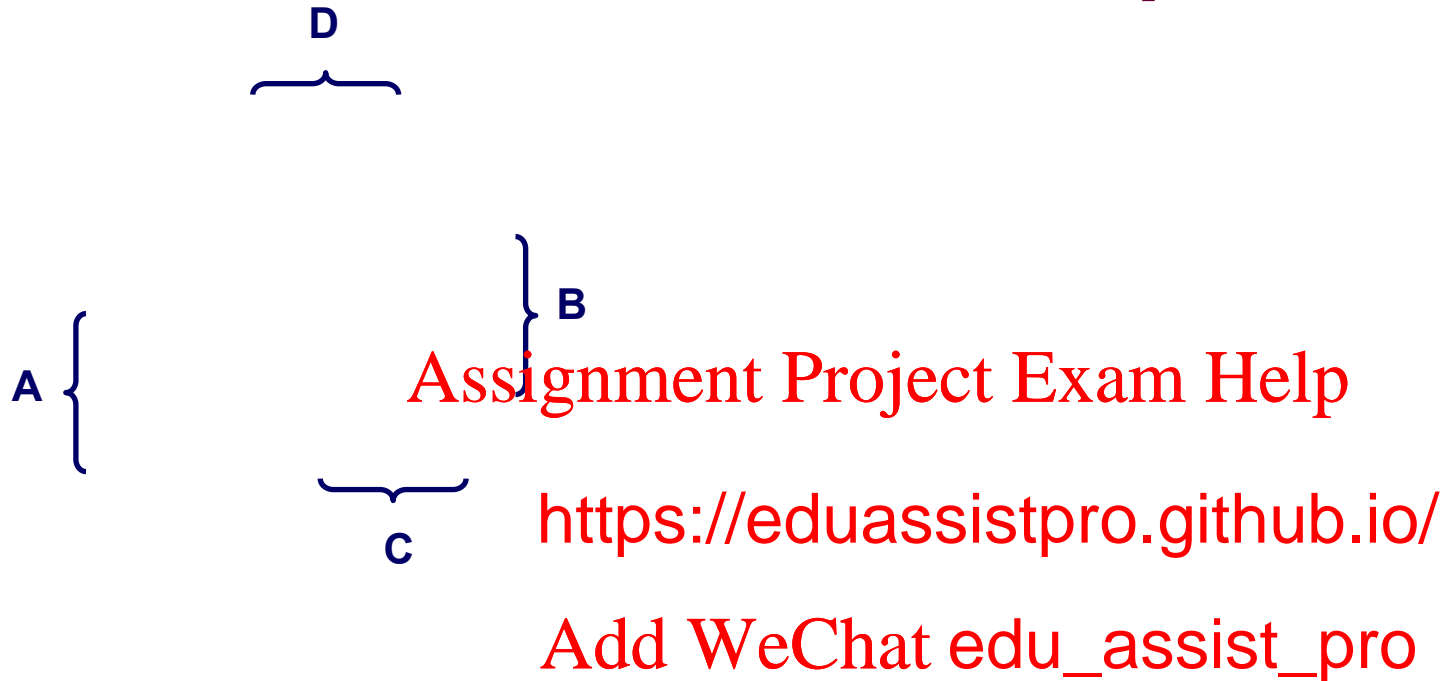 D
B
A
Assignment Project Exam Help
https://eduassistpro.github.io/
C
Add WeChat edu_assist_pro